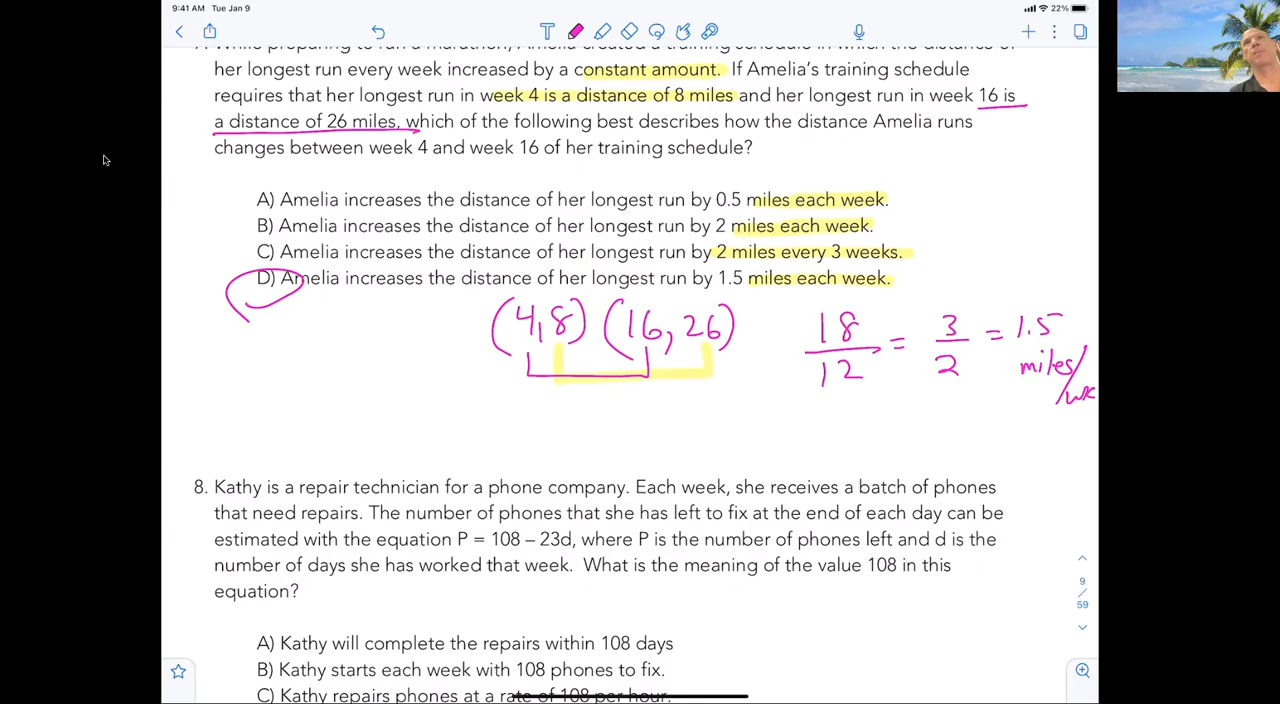 9:41 AM Tue Jan 9
22%
her longest run every week increased by a constant amount. If Amelia's training schedule
requires that her longest run in week 4 is a distance of 8 miles and her longest run in week 16 is
a distance of 26 miles, which of the following best describes how the distance Amelia runs
changes between week 4 and week 16 of her training schedule?
A) Amelia increases the distance of her longest run by 0.5 miles each week.
B) Amelia increases the distance of her longest run by 2 miles each week.
C) Amelia increases the distance of her longest run by 2 miles every 3 weeks.
D) Amelia increases the distance of her longest run by 1.5 miles each week.
(4,8) (16,26) 18/12 = 3/2 = 1.5
miles/
wk
8. Kathy is a repair technician for a phone company. Each week, she receives a batch of phones
that need repairs. The number of phones that she has left to fix at the end of each day can be
estimated with the equation P = 108 – 23d, where P is the number of phones left and d is the
number of days she has worked that week. What is the meaning of the value 108 in this
equation?
9
/
59
A) Kathy will complete the repairs within 108 days
B) Kathy starts each week with 108 phones to fix.
C) Kathy repairs phones at a rate of 108 per hour.